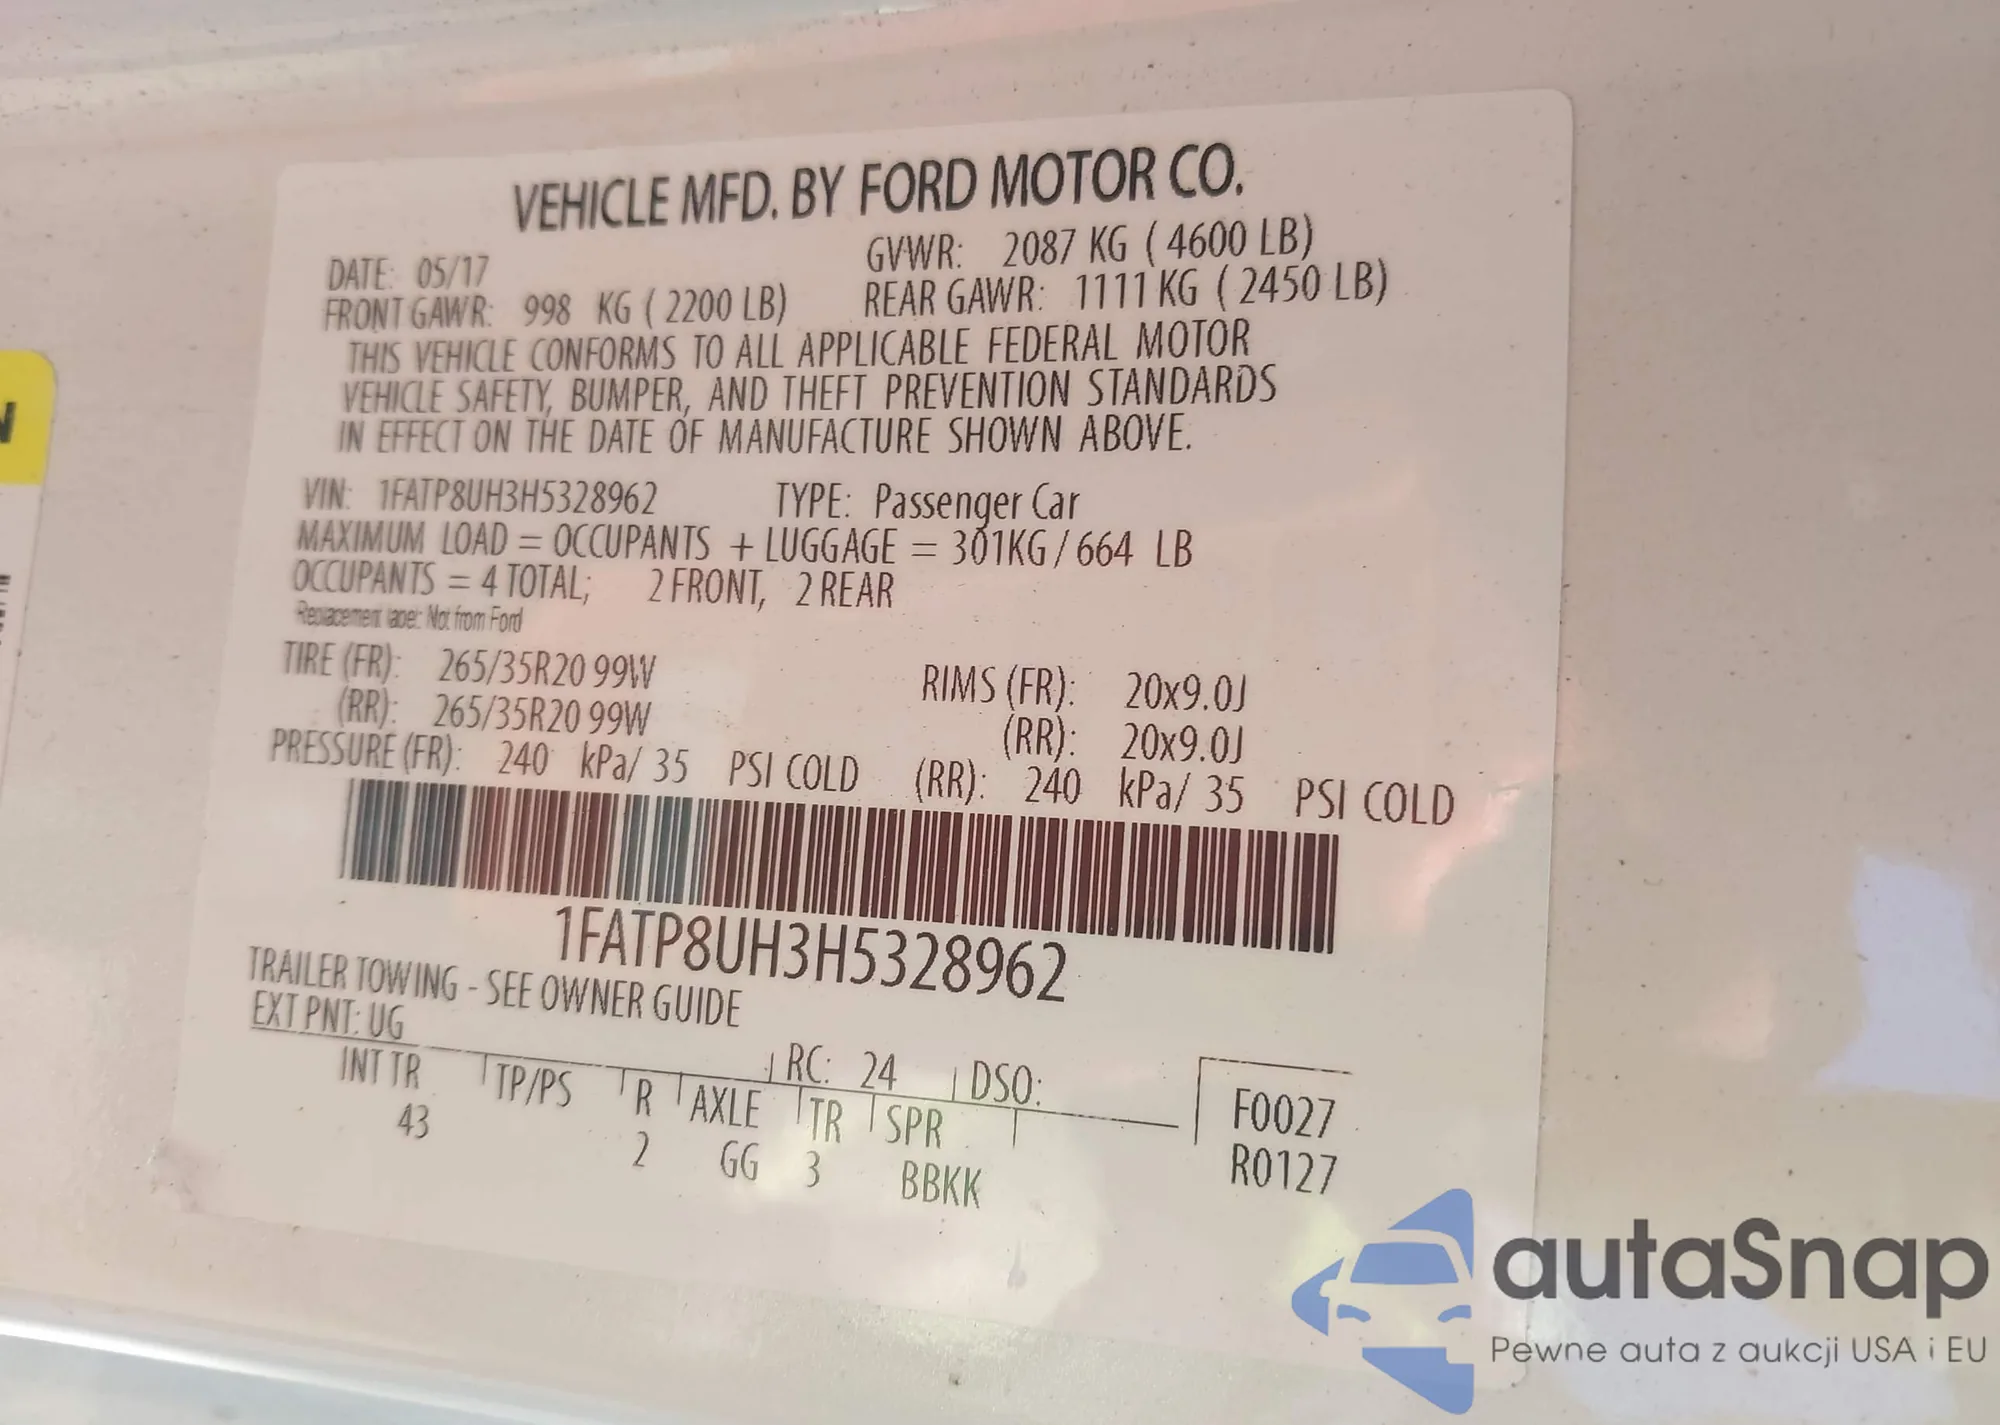 VEHICLE MFD. BY FORD MOTOR CO.
DATE: 05/17 GVWR: 2087 KG ( 4600 LB)
FRONT GAWR: 998 KG ( 2200 LB) REAR GAWR: 1111 KG ( 2450 LB)
THIS VEHICLE CONFORMS TO ALL APPLICABLE FEDERAL MOTOR
VEHICLE SAFETY, BUMPER, AND THEFT PREVENTION STANDARDS
IN EFFECT ON THE DATE OF MANUFACTURE SHOWN ABOVE.
VIN: 1FATP8UH3H5328962 TYPE: Passenger Car
MAXIMUM LOAD = OCCUPANTS + LUGGAGE = 301KG / 664 LB
OCCUPANTS = 4 TOTAL; 2 FRONT, 2 REAR
Replacement label: Not from Ford
TIRE (FR): 265/35R20 99W RIMS (FR): 20x9.0J
(RR): 265/35R20 99W (RR): 20x9.0J
PRESSURE (FR): 240 kPa/ 35 PSI COLD (RR): 240 kPa/ 35 PSI COLD
1FATP8UH3H5328962
TRAILER TOWING - SEE OWNER GUIDE
EXT PNT: UG RC: 24 DSO:
INT TR TP/PS R AXLE TR SPR F0027
43 2 GG 3 BBKK R0127
N
autaSnap
Pewne auta z aukcji USA i EU